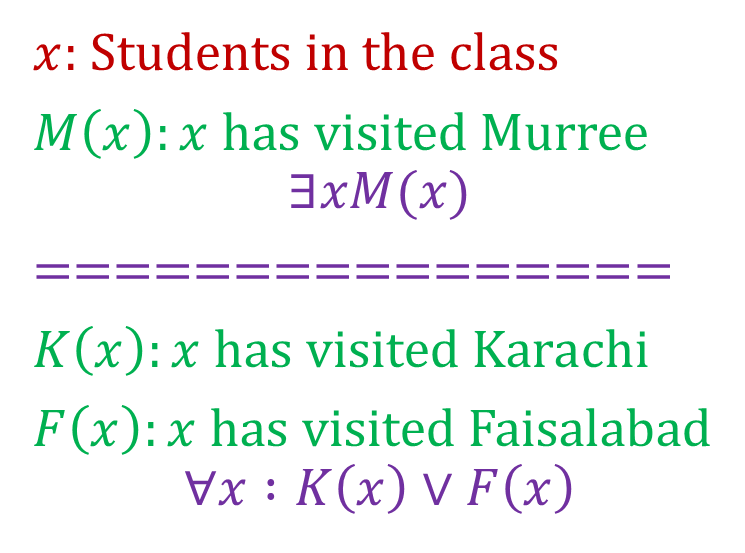 x: Students in the class
M(x): x has visited Murree
∃xM(x)
================
K(x): x has visited Karachi
F(x): x has visited Faisalabad
∀x : K(x) ∨ F(x)